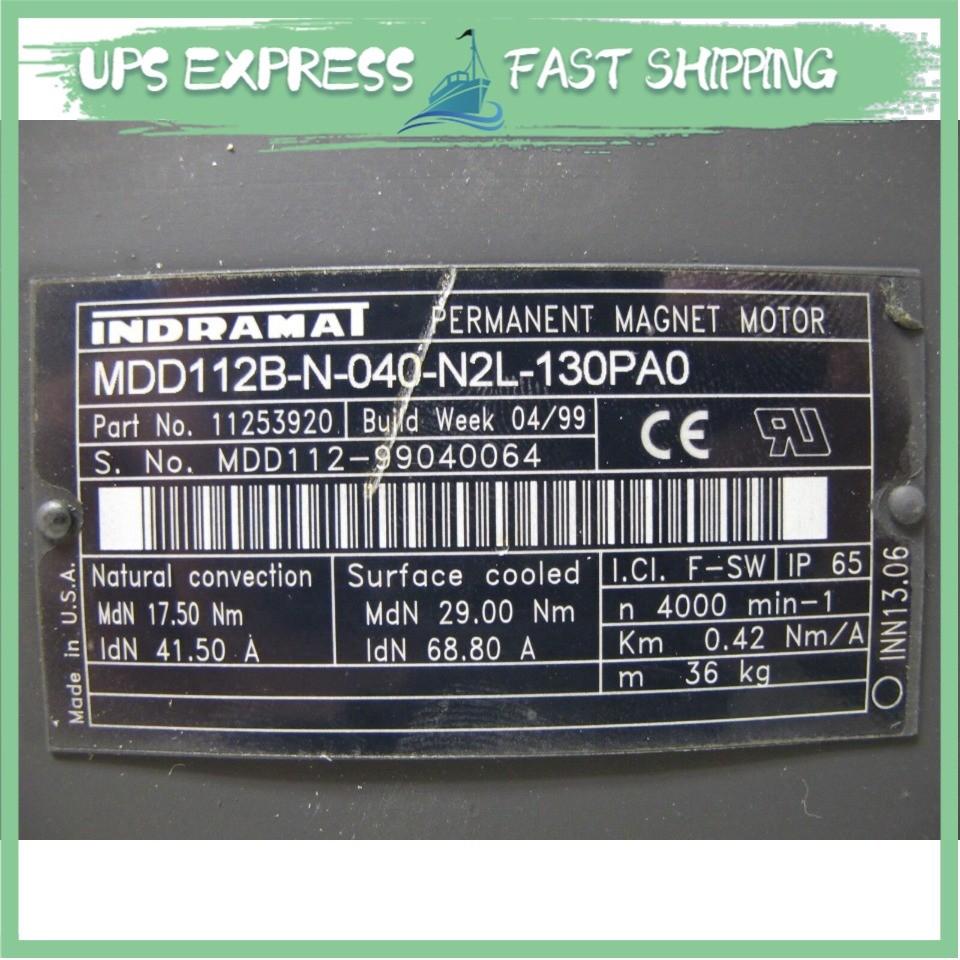 UPS EXPRESS FAST SHIPPING
INDRAMAT PERMANENT MAGNET MOTOR
MDD112B-N-040-N2L-130PA0
Part No. 11253920 Build Week 04/99
CE RU
S. No. MDD112-99040064
Natural convection Surface cooled I.Cl. F-SW IP 65
MdN 17.50 Nm MdN 29.00 Nm n 4000 min-1
IdN 41.50 A IdN 68.80 A Km 0.42 Nm/A
m 36 kg
Made in U.S.A.
INN13.06